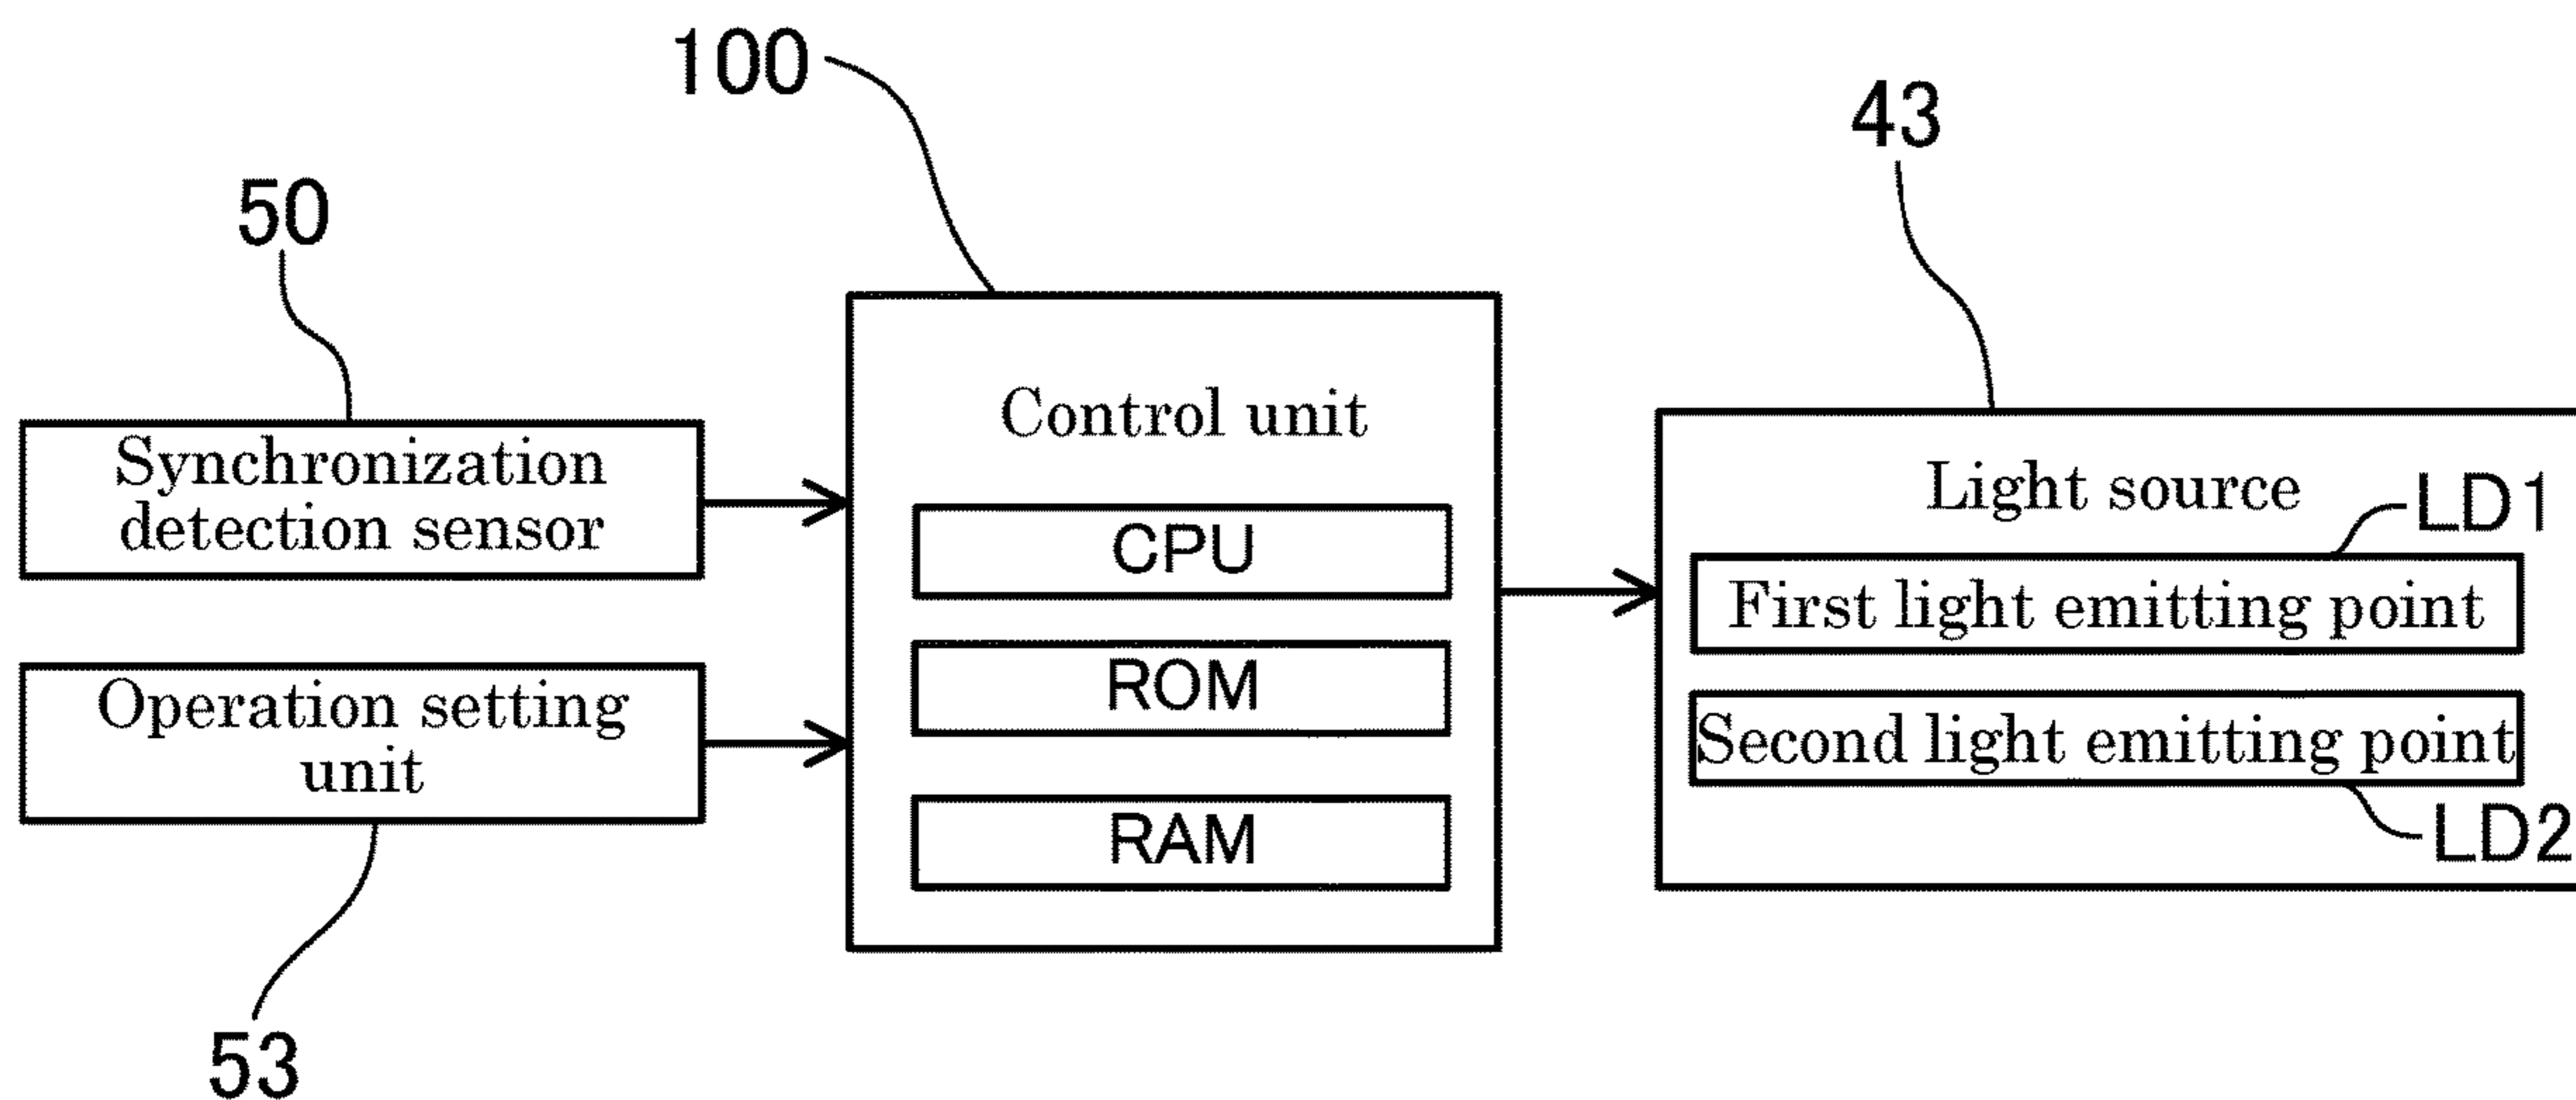 100
43
50
Synchronization
detection sensor
Control unit
CPU
ROM
RAM
Light source
LD1
First light emitting point
Second light emitting point
LD2
Operation setting
unit
53